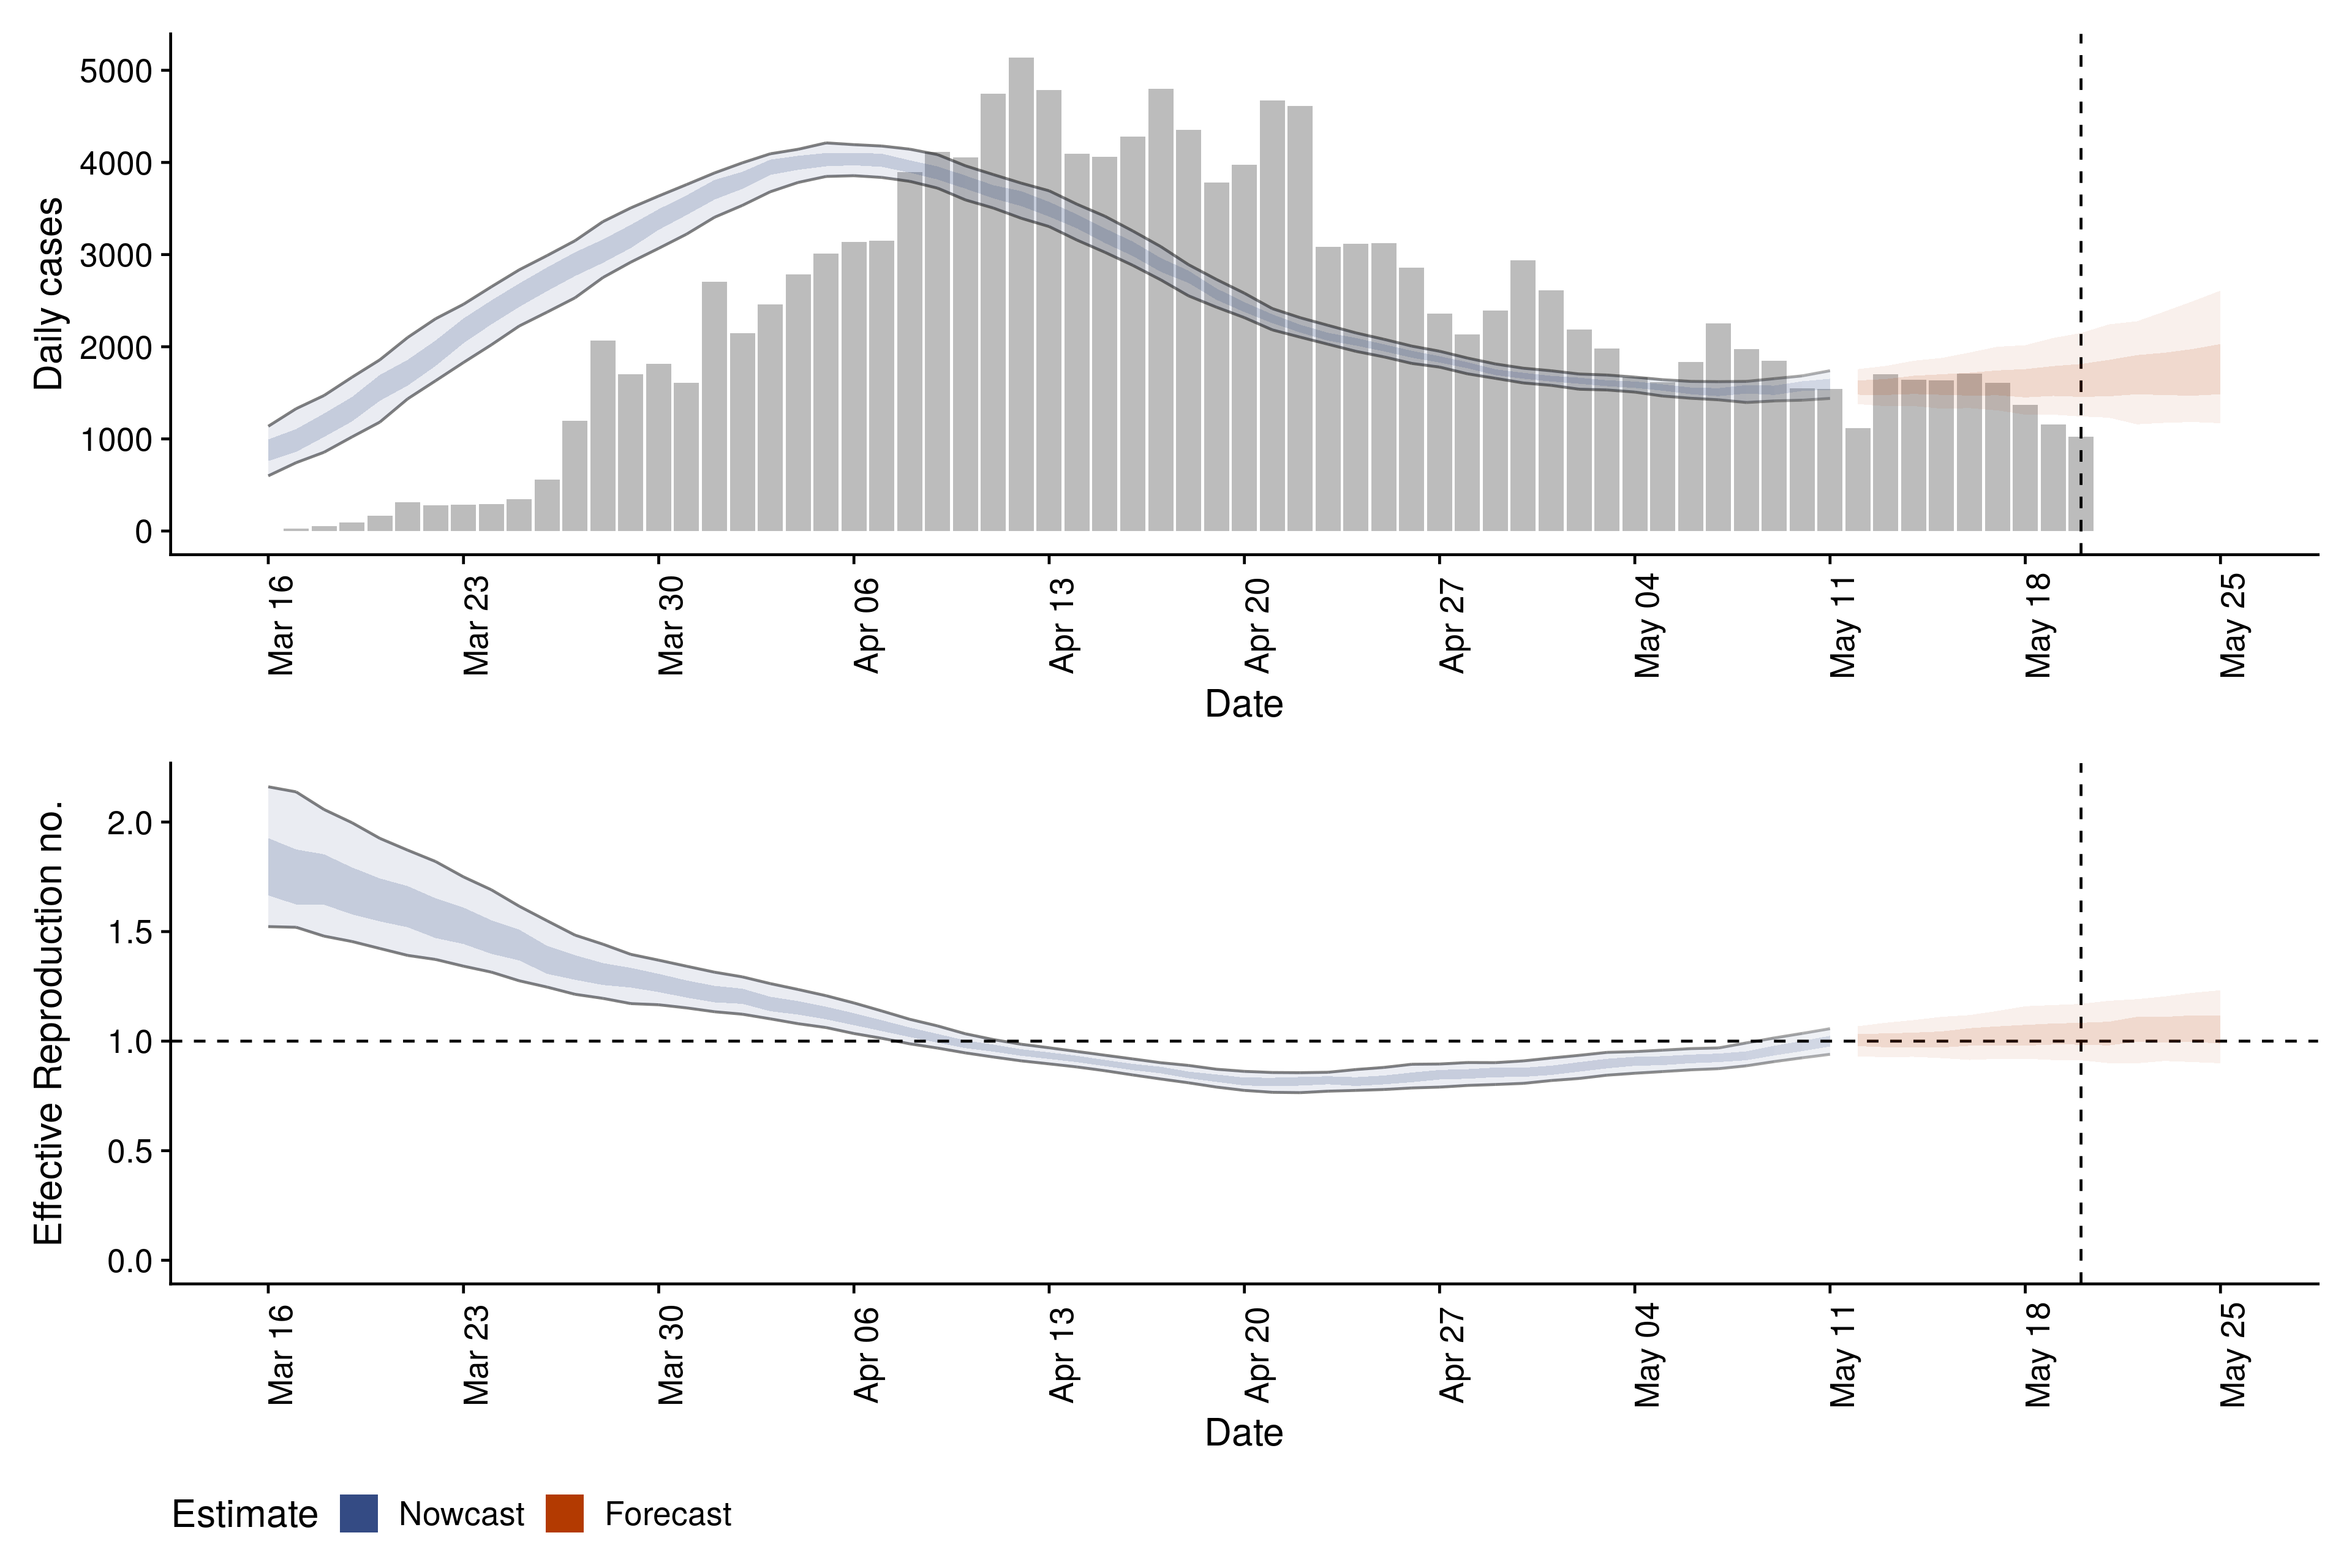 Daily cases
5000
4000
3000
2000
1000
0
Mar 16
Mar 23
Mar 30
Apr 06
Apr 13
Apr 20
Apr 27
May 04
May 11
May 18
May 25
Date
Effective Reproduction no.
2.0
1.5
1.0
0.5
0.0
Mar 16
Mar 23
Mar 30
Apr 06
Apr 13
Apr 20
Apr 27
May 04
May 11
May 18
May 25
Date
Estimate Nowcast Forecast